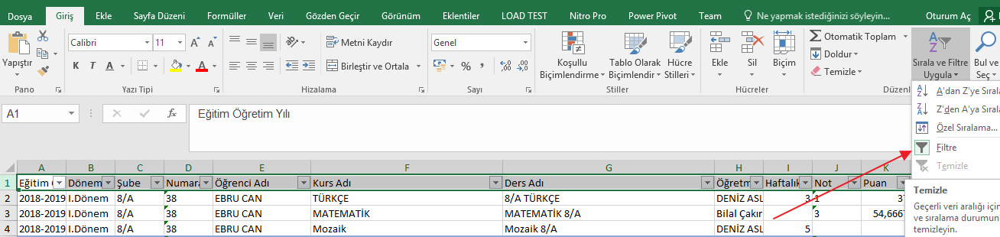 Dosya Giriş Ekle Sayfa Düzeni Formüller Veri Gözden Geçir Görünüm Eklentiler LOAD TEST Nitro Pro Power Pivot Team Ne yapmak istediğinizi söyleyin... Oturum Aç
Calibri 11 Metni Kaydır Genel Otomatik Toplam
Yapıştır Koşullu Biçimlendirme Tablo Olarak Biçimlendir Hücre Stilleri Ekle Sil Biçim Doldur Sırala ve Filtre Uygula Bul ve Seç
K T A A Birleştir ve Ortala % Temizle
Pano Yazı Tipi Hizalama Sayı Stiller Hücreler Düzenl
A'dan Z'ye Sırala
A1 fx Eğitim Öğretim Yılı
Z'den A'ya Sırala
Özel Sıralama...
Filtre
Temizle
A B C D E F G H I J K
1 Eğitim Dönem Şube Numara Öğrenci Adı Kurs Adı Ders Adı Öğretm Haftalık Not Puan
2 2018-2019 I.Dönem 8/A 38 EBRU CAN TÜRKÇE 8/A TÜRKÇE DENİZ ASL 3 1 37
3 2018-2019 I.Dönem 8/A 38 EBRU CAN MATEMATİK MATEMATİK 8/A Bilal Çakır 3 54,6667
4 2018-2019 I.Dönem 8/A 38 EBRU CAN Mozaik Mozaik 8/A DENİZ ASL 5
Temizle
Geçerli veri aralığı için
ve sıralama durumun
temizleyin.